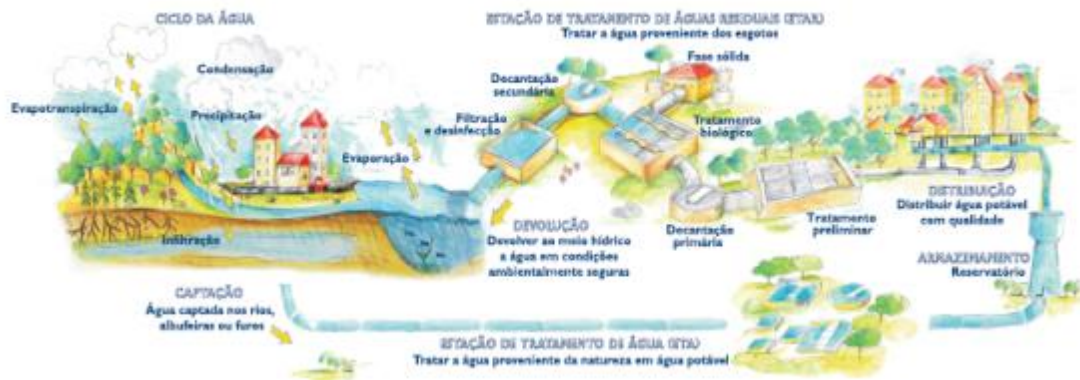 CICLO DA ÁGUA
Condensação
Evapotranspiração
Precipitação
Evaporação
Infiltração
ESTAÇÃO DE TRATAMENTO DE ÁGUAS RESIDUAIS (ETAR)
Tratar a água proveniente dos esgotos
Fase sólida
Decantação
secundária
Filtração
e desinfecção
Tratamento
biológico
DEVOLUÇÃO
Devolver ao meio hídrico
a água em condições
ambientalmente seguras
Decantação
primária
Tratamento
preliminar
DISTRIBUIÇÃO
Distribuir água potável
com qualidade
ARMAZENAMENTO
Reservatório
CAPTAÇÃO
Água captada nos rios,
albufeiras ou furos
ESTAÇÃO DE TRATAMENTO DE ÁGUA (ETA)
Tratar a água proveniente da natureza em água potável